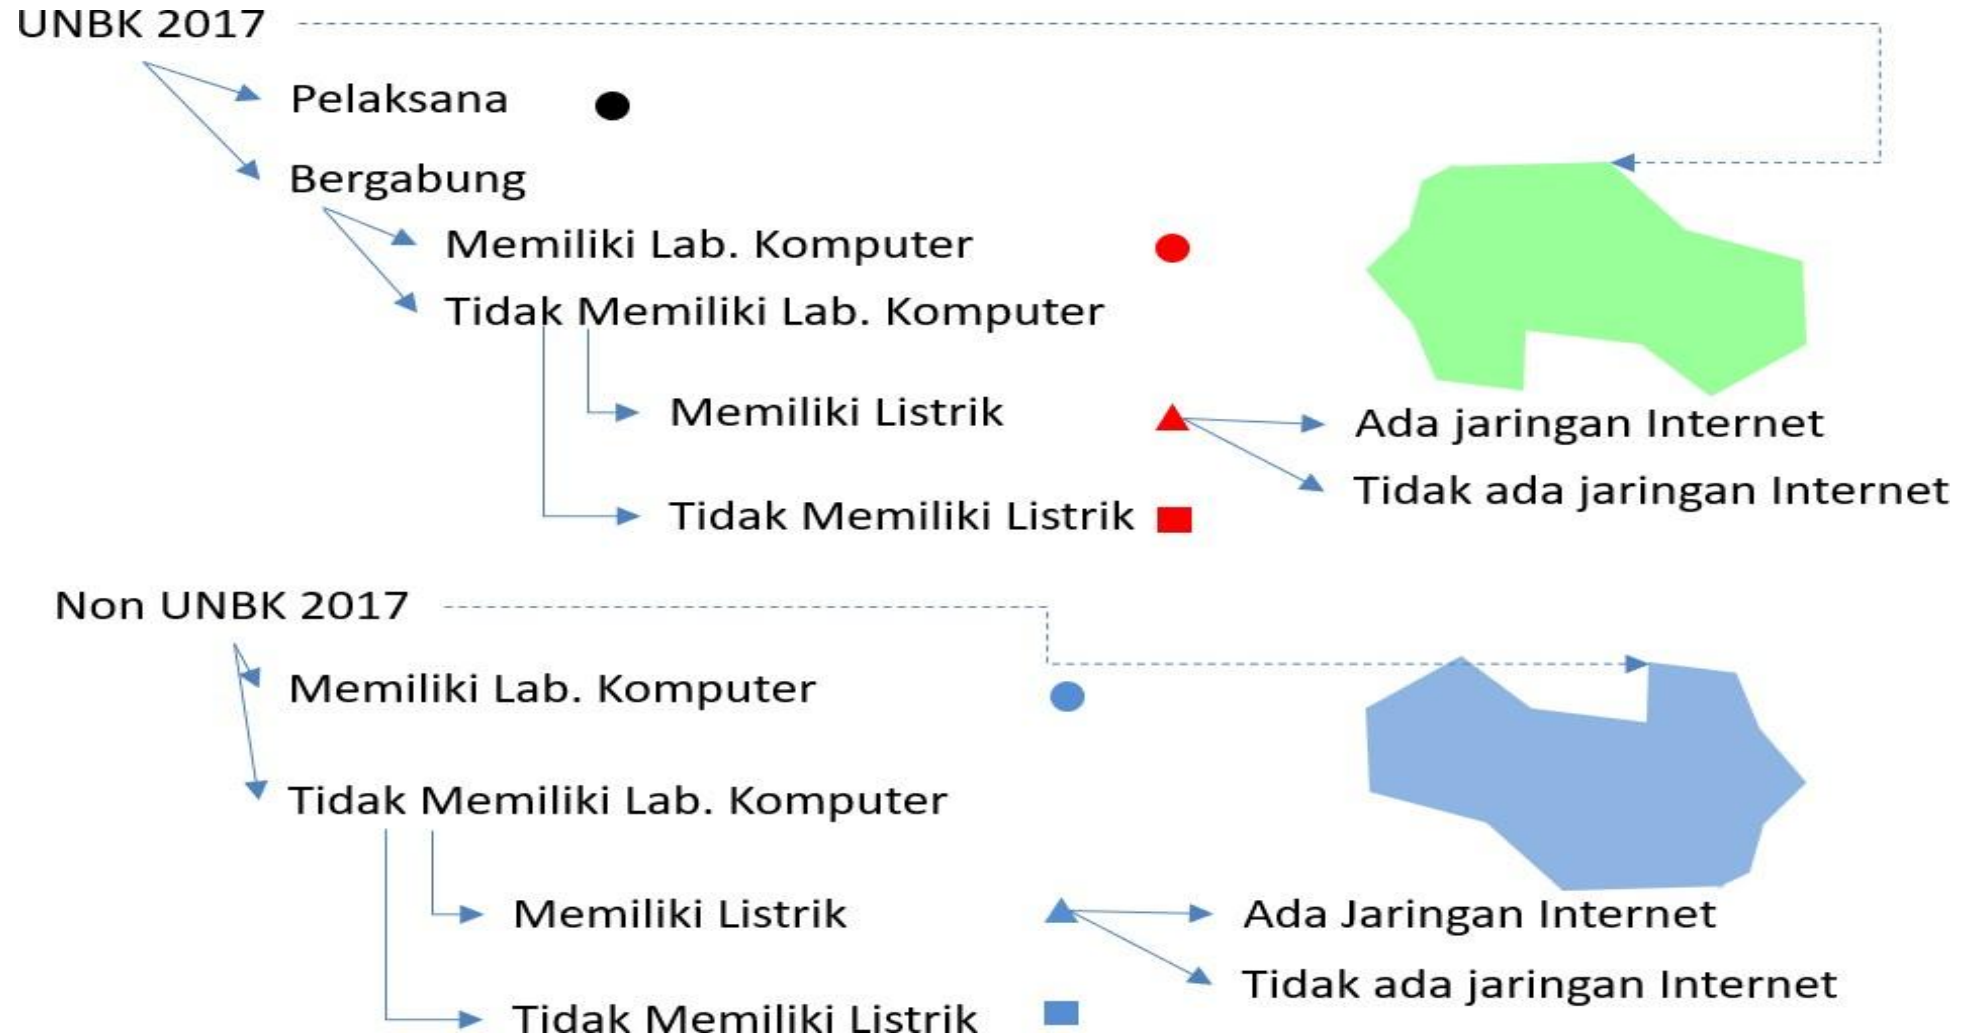 UNBK 2017
Pelaksana
Bergabung
Memiliki Lab. Komputer
Tidak Memiliki Lab. Komputer
Memiliki Listrik
Ada jaringan Internet
Tidak ada jaringan Internet
Tidak Memiliki Listrik
Non UNBK 2017
Memiliki Lab. Komputer
Tidak Memiliki Lab. Komputer
Memiliki Listrik
Ada Jaringan Internet
Tidak ada jaringan Internet
Tidak Memiliki Listrik